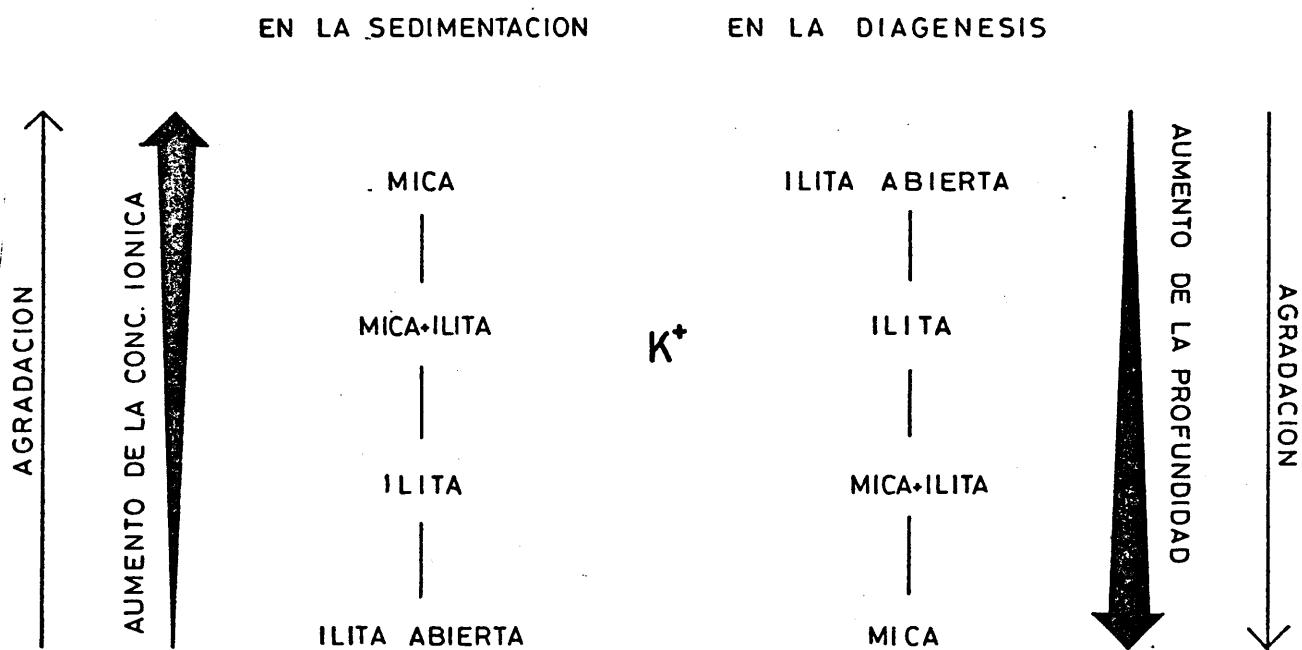 EN LA SEDIMENTACION
EN LA DIAGENESIS
AGRADACION
AUMENTO DE LA CONC. IONICA
MICA
MICA+ILITA
ILITA
ILITA ABIERTA
K+
ILITA ABIERTA
ILITA
MICA+ILITA
MICA
AUMENTO DE LA PROFUNDIDAD
AGRADACION